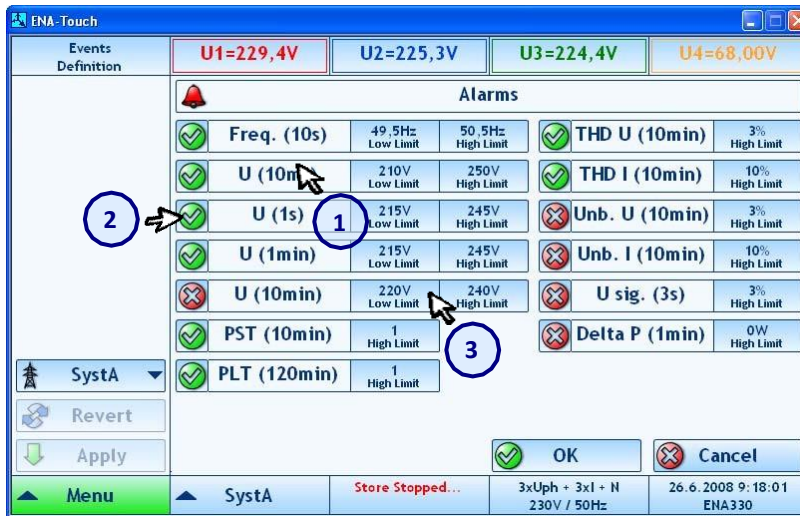 ENA-Touch
Events
Definition
U1=229,4V
U2=225,3V
U3=224,4V
U4=68,00V
Alarms
Freq. (10s)
49,5Hz
Low Limit
50,5Hz
High Limit
THD U (10min)
3%
High Limit
U (10m
210V
Low Limit
250V
High Limit
THD I (10min)
10%
High Limit
2
U (1s)
1
215V
Low Limit
245V
High Limit
Unb. U (10min)
3%
High Limit
U (1min)
215V
Low Limit
245V
High Limit
Unb. I (10min)
10%
High Limit
U (10min)
220V
Low Limit
240V
High Limit
U sig. (3s)
3%
High Limit
PST (10min)
1
High Limit
3
Delta P (1min)
0W
High Limit
SystA
PLT (120min)
1
High Limit
Revert
Apply
OK
Cancel
Menu
SystA
Store Stopped...
3xUph + 3xI + N
230V / 50Hz
26.6.2008 9:18:01
ENA330